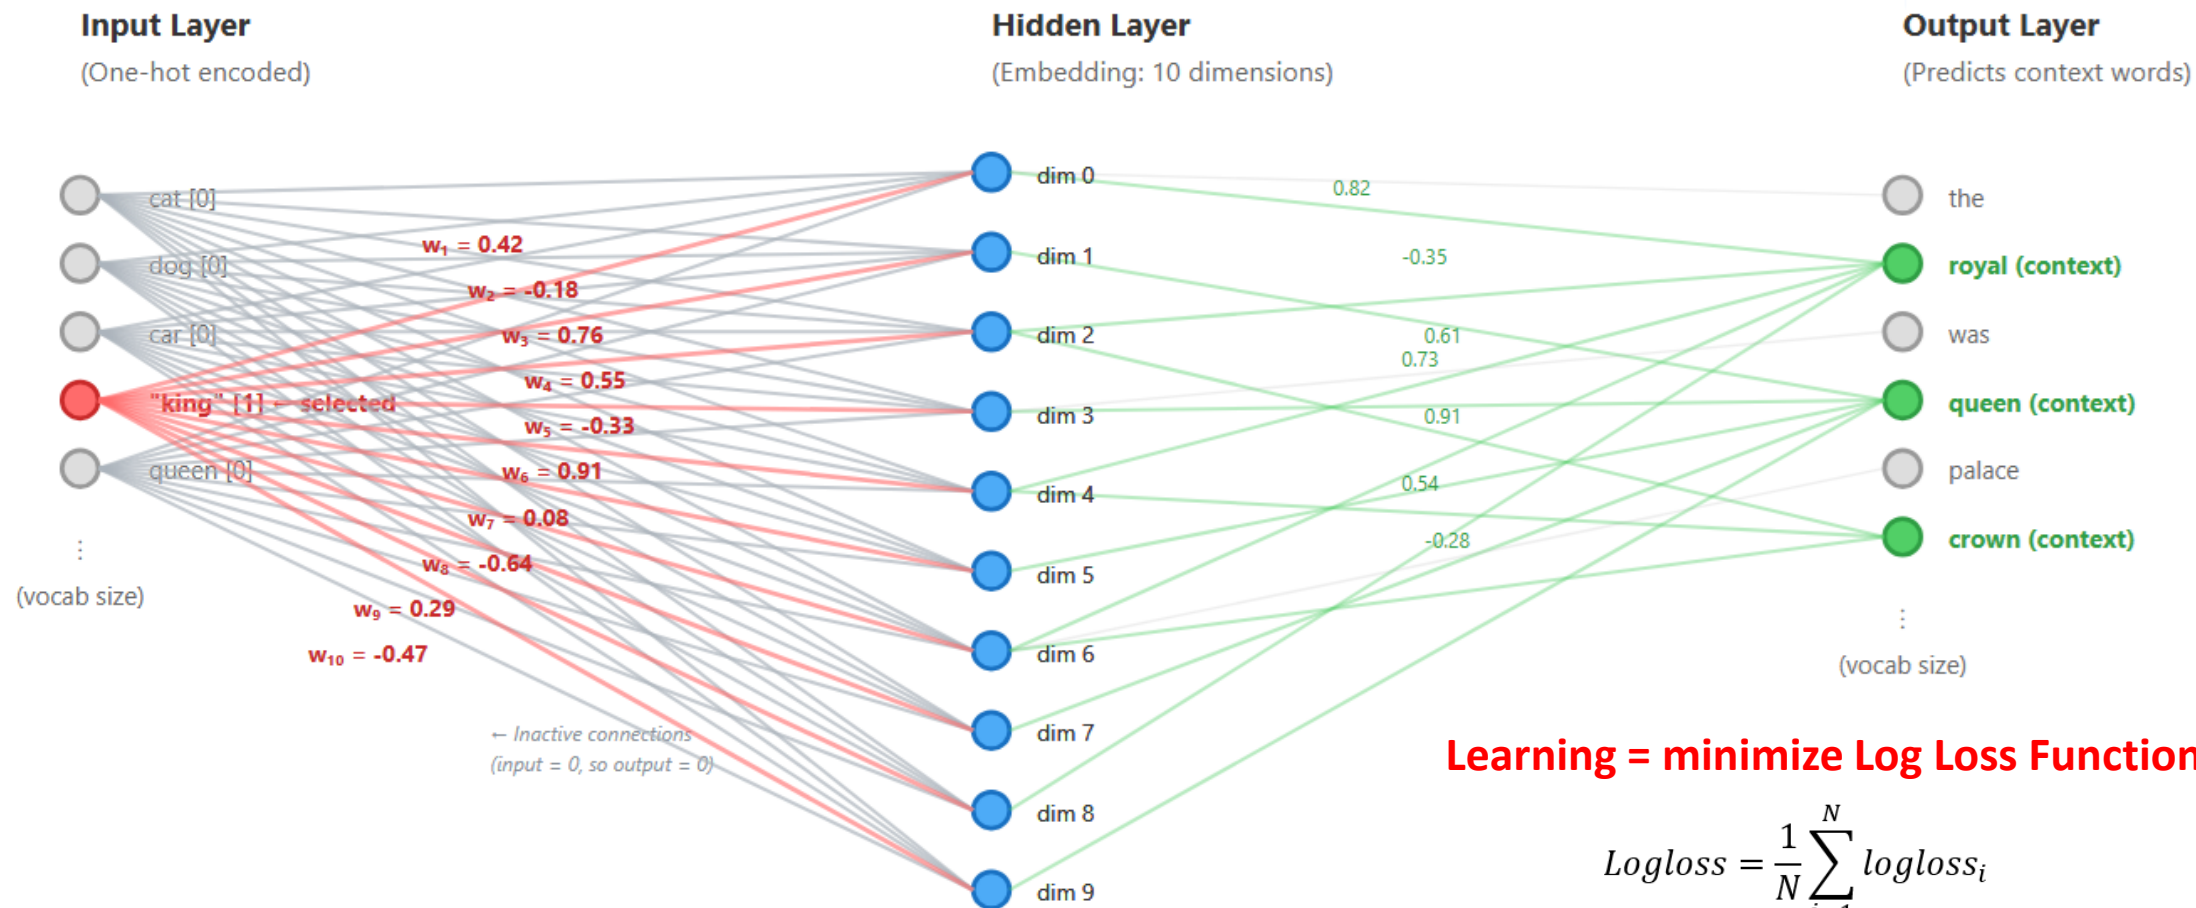 Input Layer
(One-hot encoded)
Hidden Layer
(Embedding: 10 dimensions)
Output Layer
(Predicts context words)
cat [0]
dog [0]
car [0]
"king" [1] ← selected
queen [0]
⋮
(vocab size)
w₁ = 0.42
w₂ = -0.18
w₃ = 0.76
w₄ = 0.55
w₅ = -0.33
w₆ = 0.91
w₇ = 0.08
w₈ = -0.64
w₉ = 0.29
w₁₀ = -0.47
← Inactive connections
(input = 0, so output = 0)
dim 0
dim 1
dim 2
dim 3
dim 4
dim 5
dim 6
dim 7
dim 8
dim 9
0.82
-0.35
0.61
0.73
0.91
0.54
-0.28
the
royal (context)
was
queen (context)
palace
crown (context)
⋮
(vocab size)
Learning = minimize Log Loss Function
Logloss = 1/N ∑ᴺ loglossᵢ